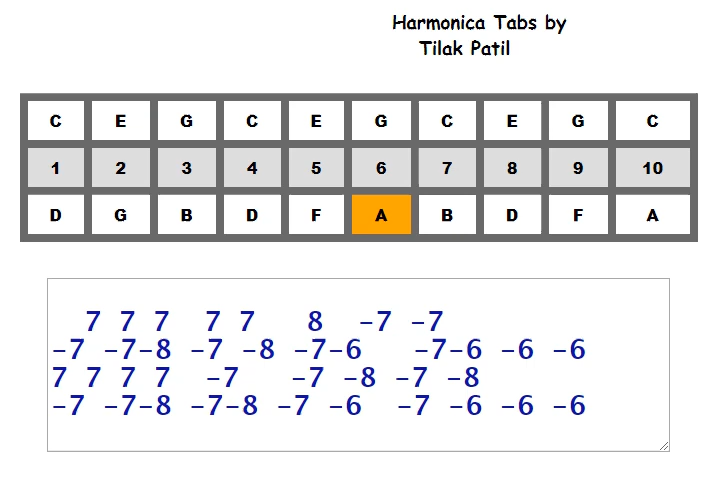 Harmonica Tabs by
Tilak Patil
C E G C E G C E G C
1 2 3 4 5 6 7 8 9 10
D G B D F A B D F A
7 7 7 7 7 8 -7 -7
-7 -7-8 -7 -8 -7-6 -7-6 -6 -6
7 7 7 7 -7 -7 -8 -7 -8
-7 -7-8 -7-8 -7 -6 -7 -6 -6 -6